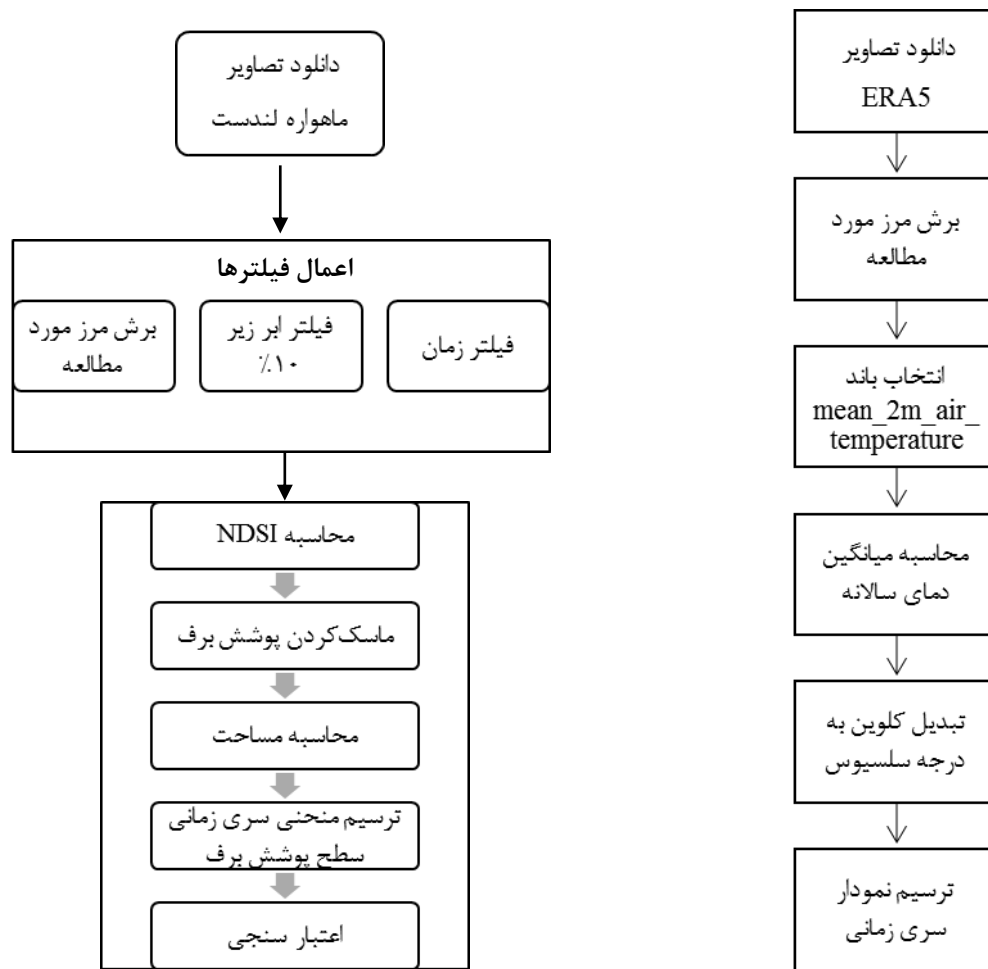 دانلود تصاویر
ماهواره لندست
اعمال فیلترها
فیلتر زمان
فیلتر ابر زیر
۱۰٪
برش مرز مورد
مطالعه
محاسبه NDSI
ماسک‌کردن پوشش برف
محاسبه مساحت
ترسیم منحنی سری زمانی
سطح پوشش برف
اعتبار سنجی
دانلود تصاویر
ERA5
برش مرز مورد
مطالعه
انتخاب باند
mean_2m_air_
temperature
محاسبه میانگین
دمای سالانه
تبدیل کلوین به
درجه سلسیوس
ترسیم نمودار
سری زمانی